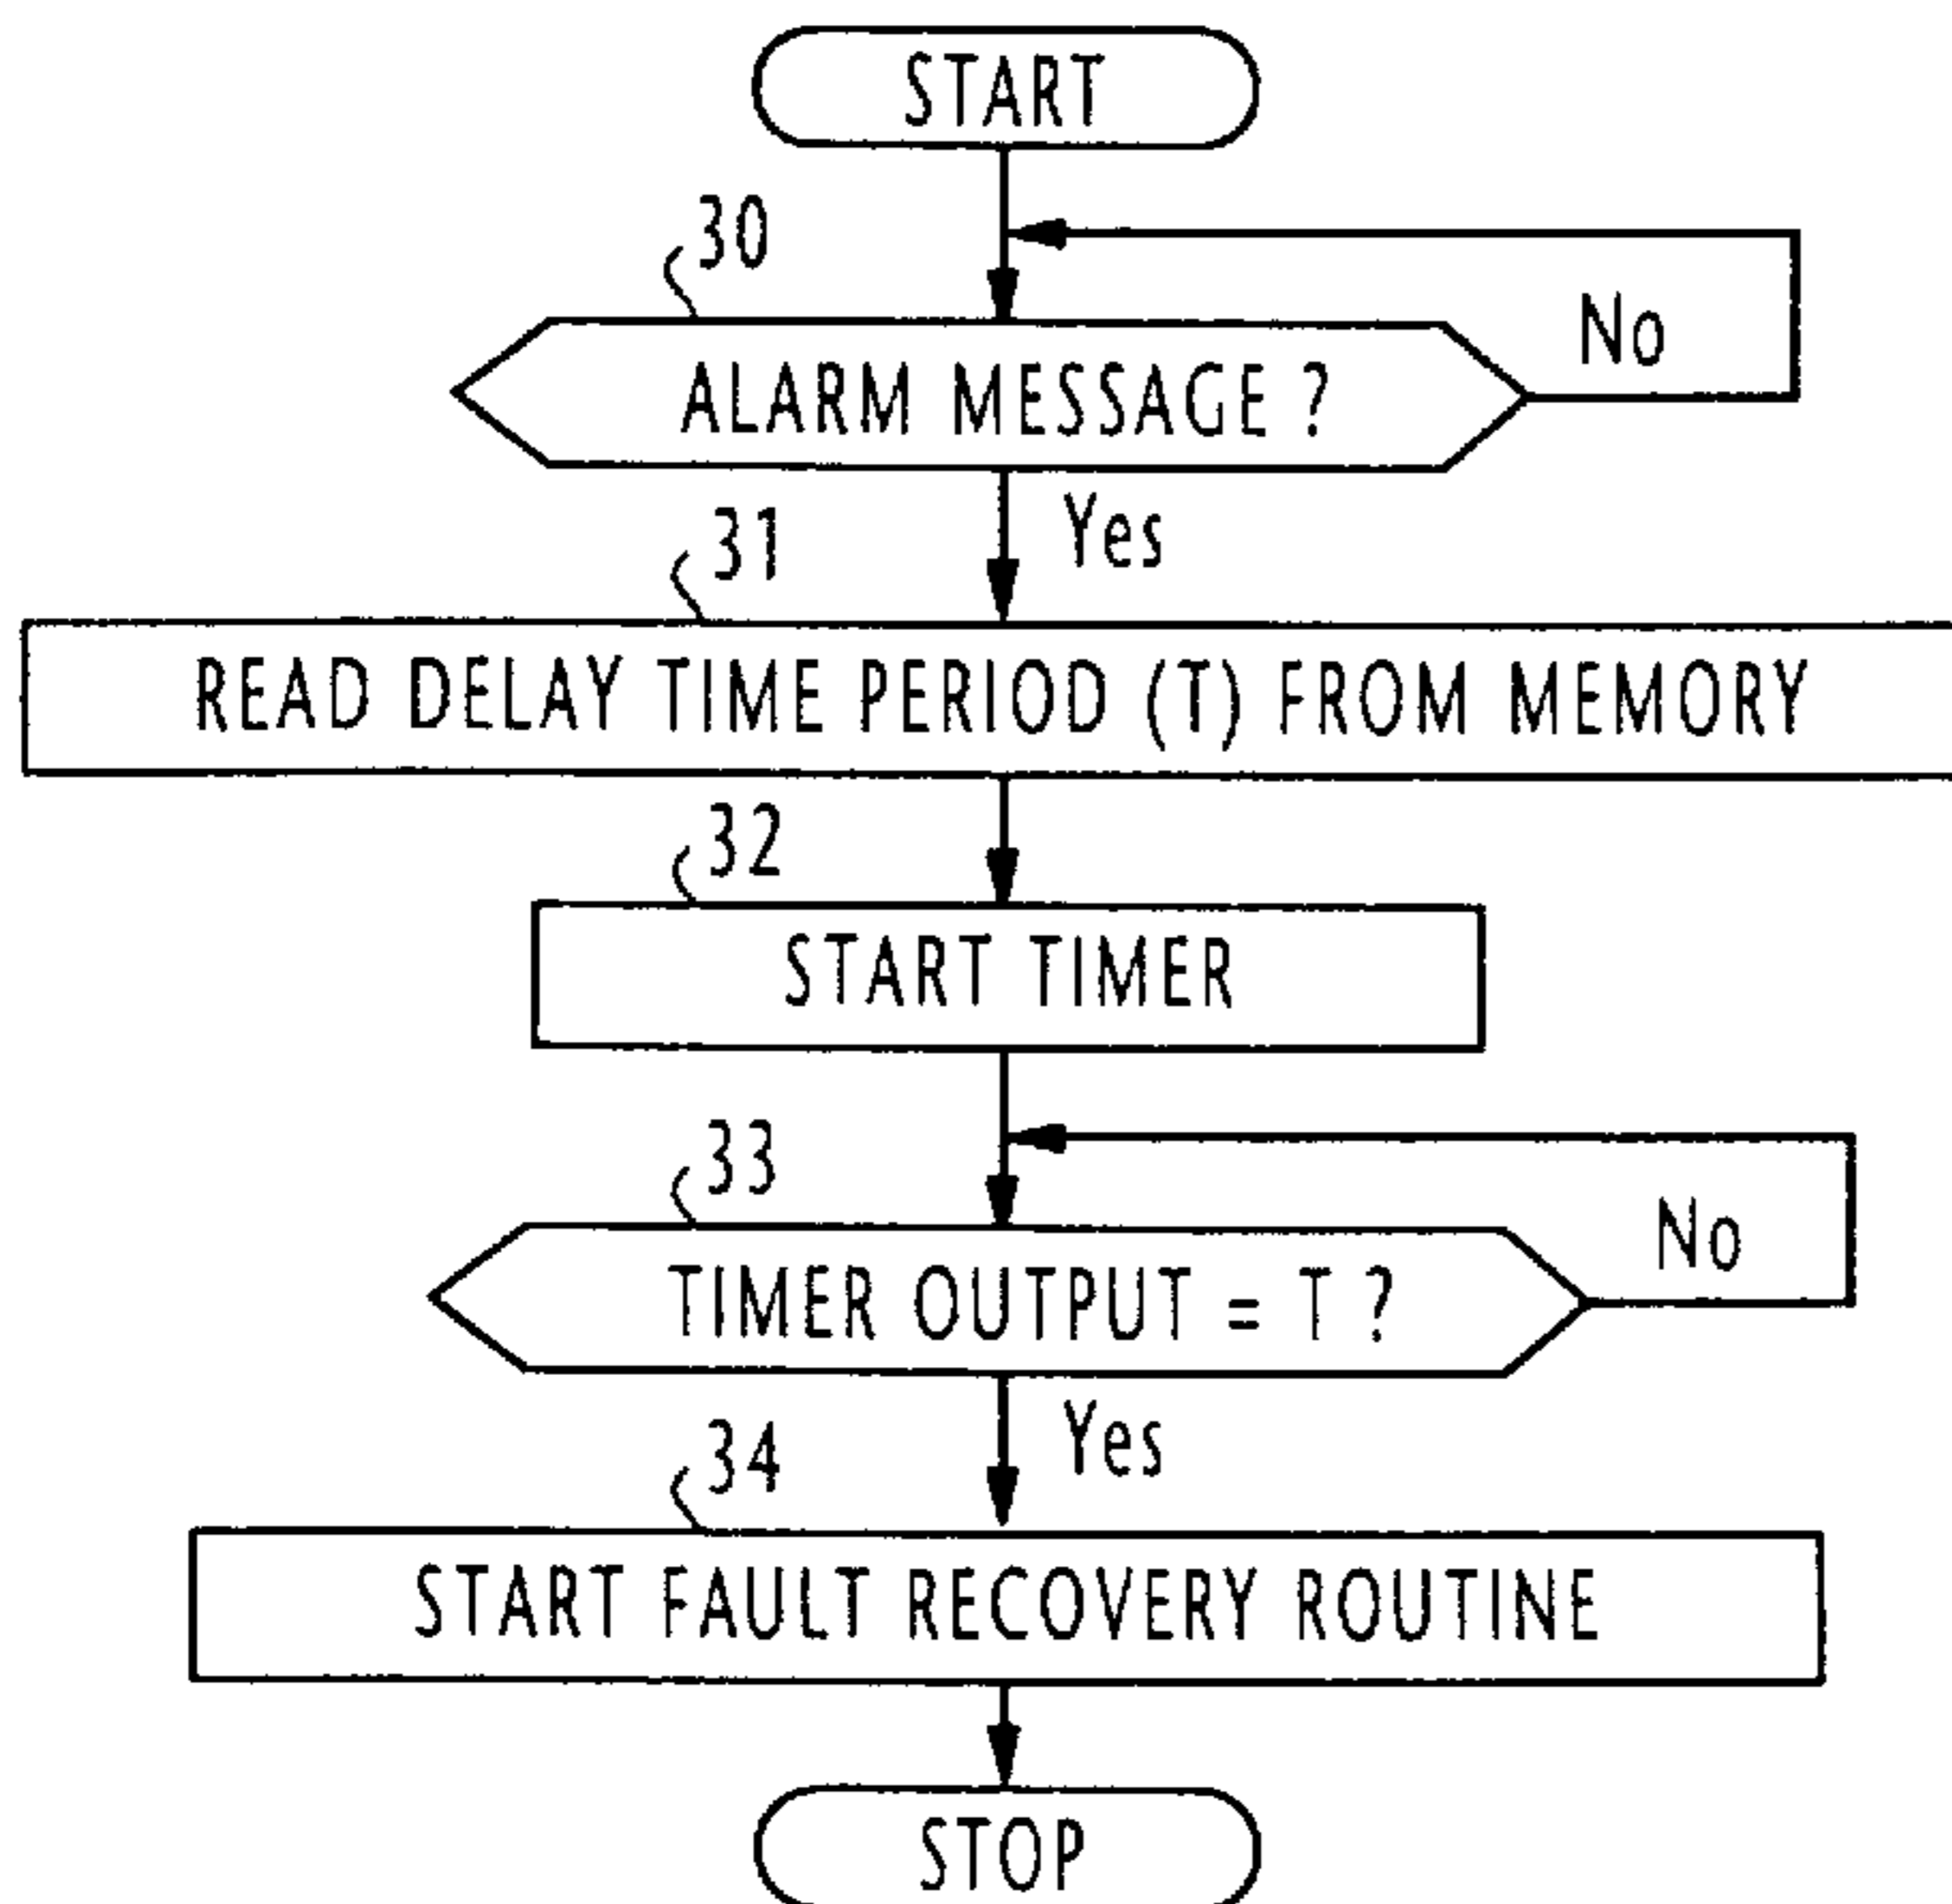 START
30
ALARM MESSAGE ?
No
Yes
31
READ DELAY TIME PERIOD (T) FROM MEMORY
32
START TIMER
33
TIMER OUTPUT = T ?
No
Yes
34
START FAULT RECOVERY ROUTINE
STOP